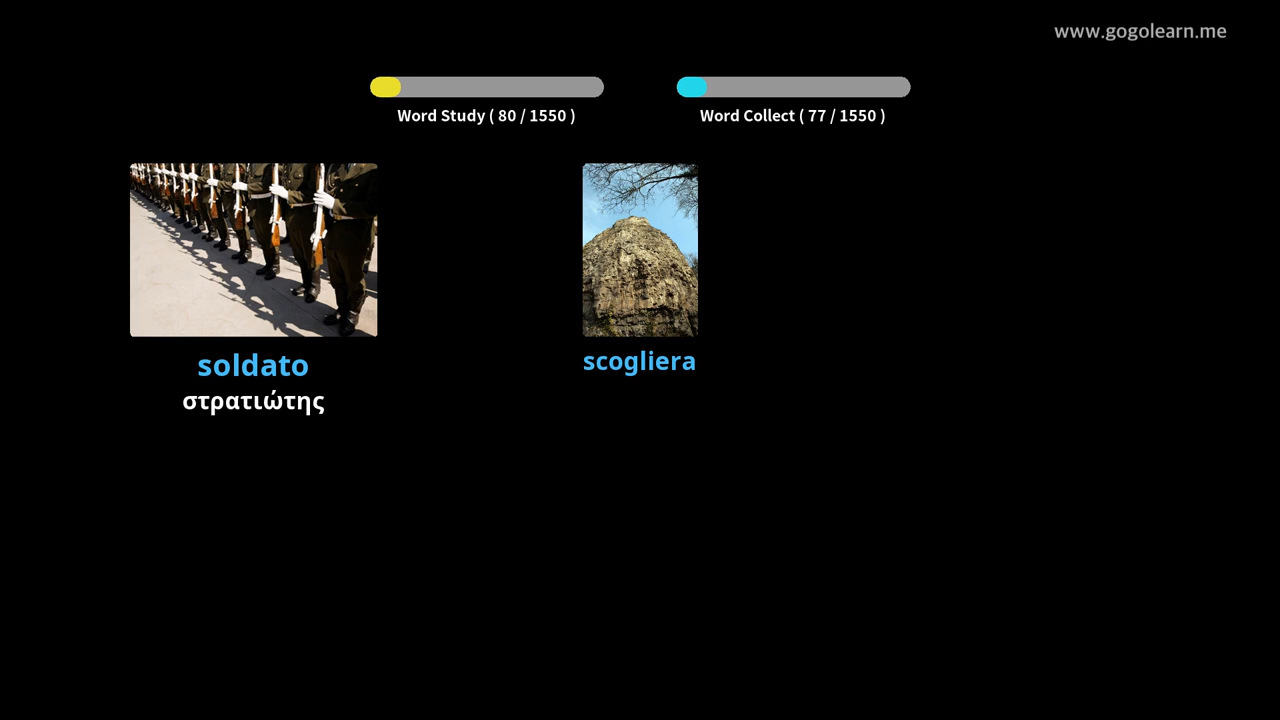 www.gogolearn.me
Word Study ( 80 / 1550 )
Word Collect ( 77 / 1550 )
soldato
στρατιώτης
scogliera